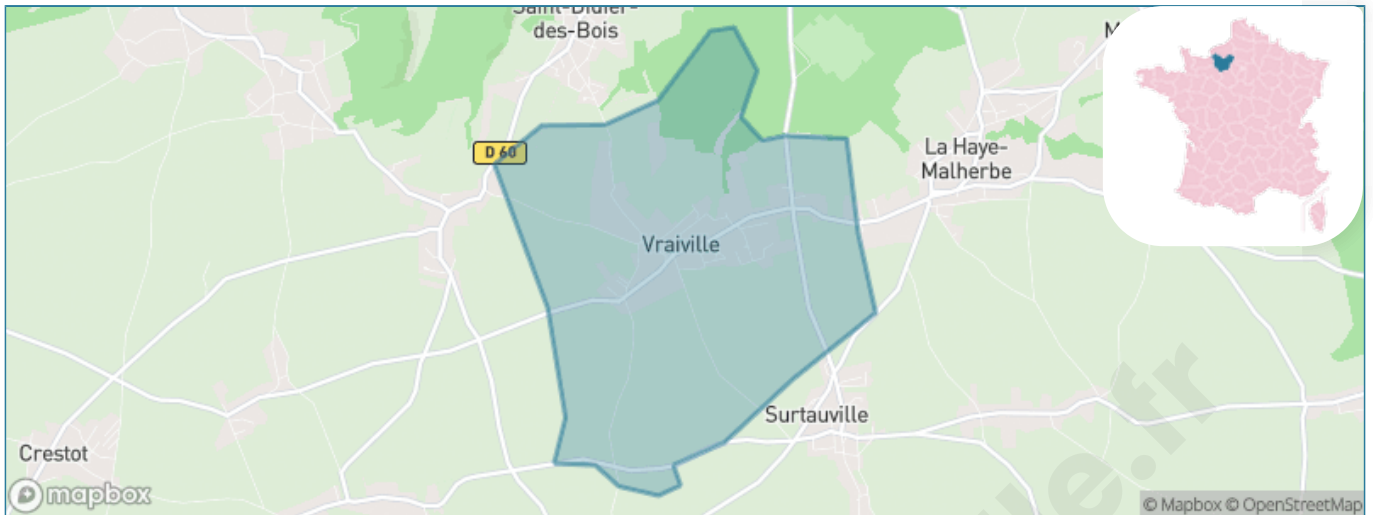 Saint-Didier-
des-Bois
D 60
La Haye-
Malherbe
Vraiville
Surtauville
Crestot
mapbox
© Mapbox © OpenStreetMap